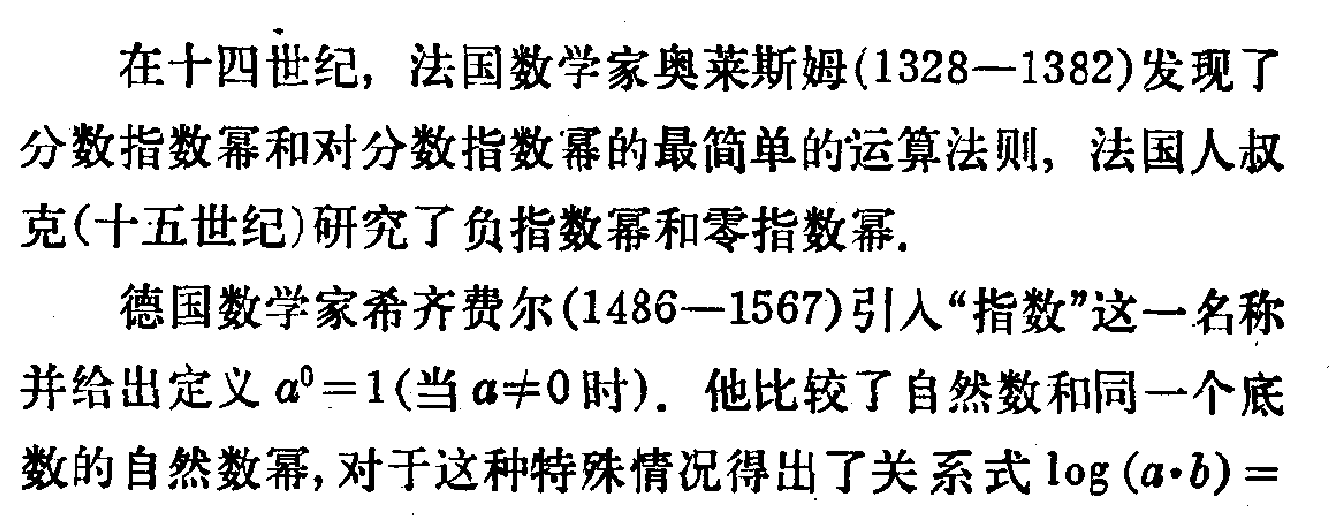 在十四世纪，法国数学家奥莱斯姆(1328—1382)发现了
分数指数幂和对分数指数幂的最简单的运算法则，法国人叔
克(十五世纪)研究了负指数幂和零指数幂．
德国数学家希齐费尔(1486—1567)引入“指数”这一名称
并给出定义 a⁰=1(当 a≠0 时)．他比较了自然数和同一个底
数的自然数幂，对于这种特殊情况得出了关系式 log (a·b) =